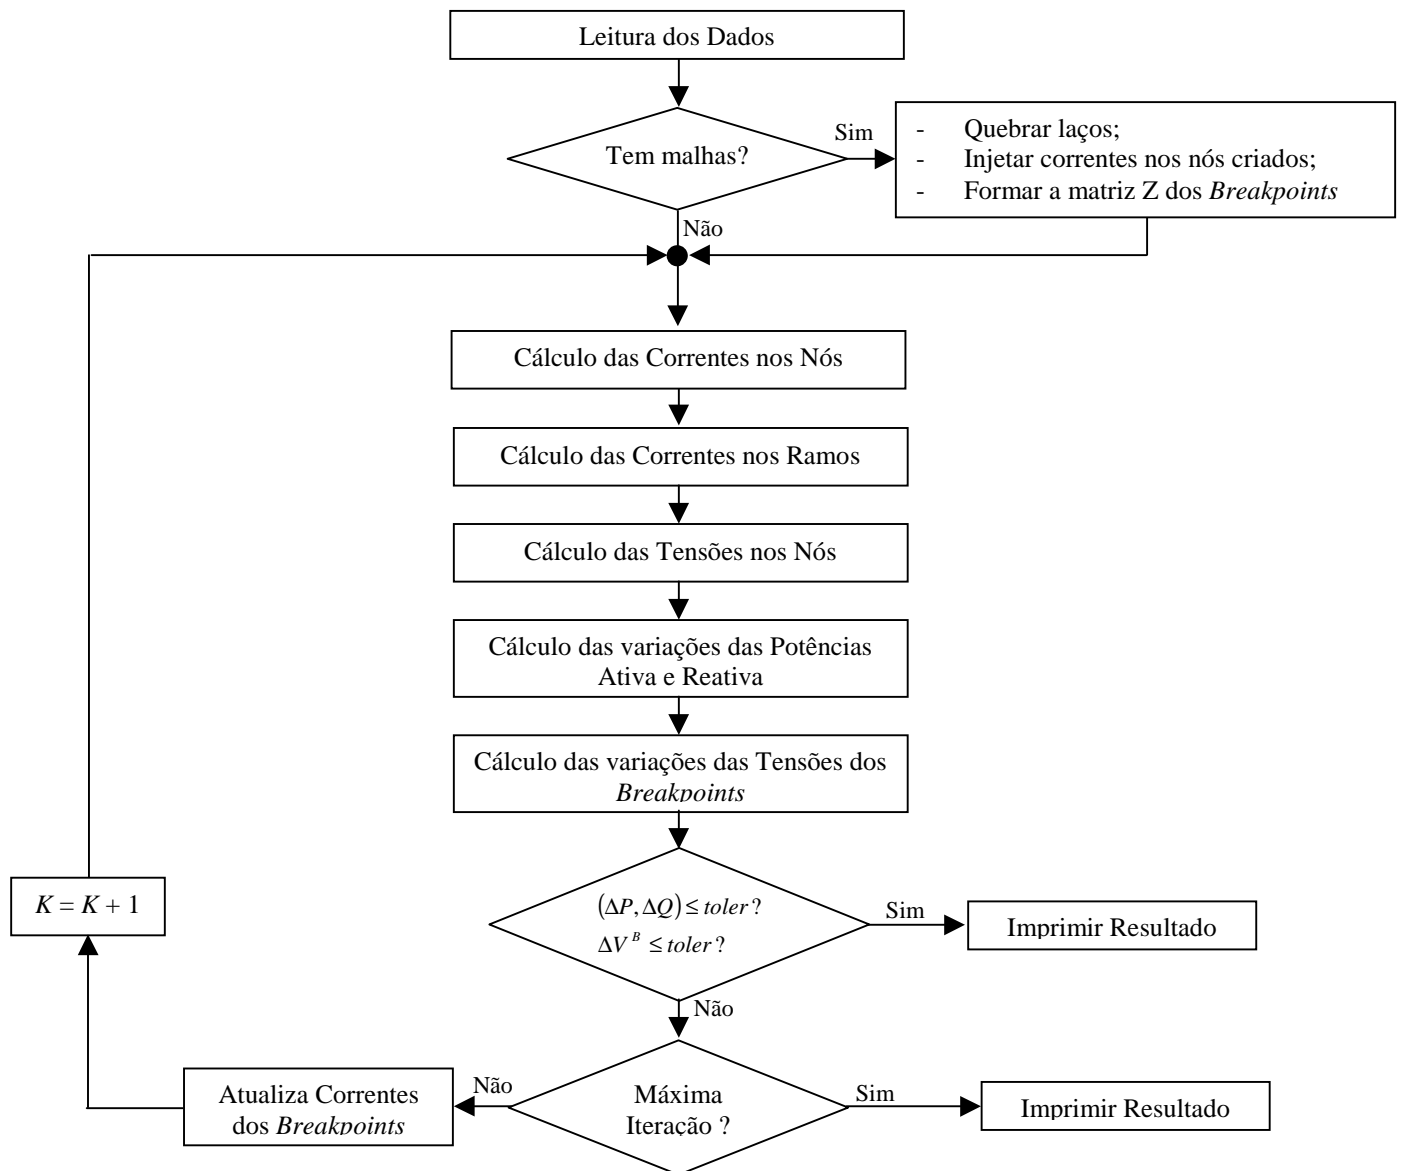 Leitura dos Dados
Tem malhas?
Sim
- Quebrar laços;
- Injetar correntes nos nós criados;
- Formar a matriz Z dos Breakpoints
Não
Cálculo das Correntes nos Nós
Cálculo das Correntes nos Ramos
Cálculo das Tensões nos Nós
Cálculo das variações das Potências
Ativa e Reativa
Cálculo das variações das Tensões dos
Breakpoints
(ΔP, ΔQ) ≤ toler ?
ΔV^B ≤ toler ?
Sim
Imprimir Resultado
Não
Máxima
Iteração ?
Sim
Imprimir Resultado
Não
Atualiza Correntes
dos Breakpoints
K = K + 1